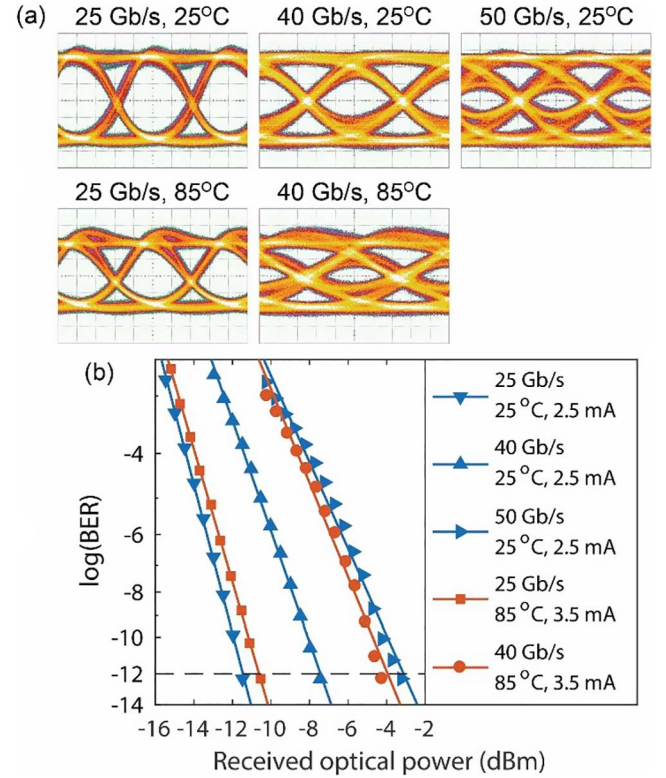 (a) 25 Gb/s, 25°C 40 Gb/s, 25°C 50 Gb/s, 25°C
25 Gb/s, 85°C 40 Gb/s, 85°C
(b)
log(BER)
-4
-6
-8
-10
-12
-14
-16 -14 -12 -10 -8 -6 -4 -2
Received optical power (dBm)
25 Gb/s
25 °C, 2.5 mA
40 Gb/s
25 °C, 2.5 mA
50 Gb/s
25 °C, 2.5 mA
25 Gb/s
85 °C, 3.5 mA
40 Gb/s
85 °C, 3.5 mA